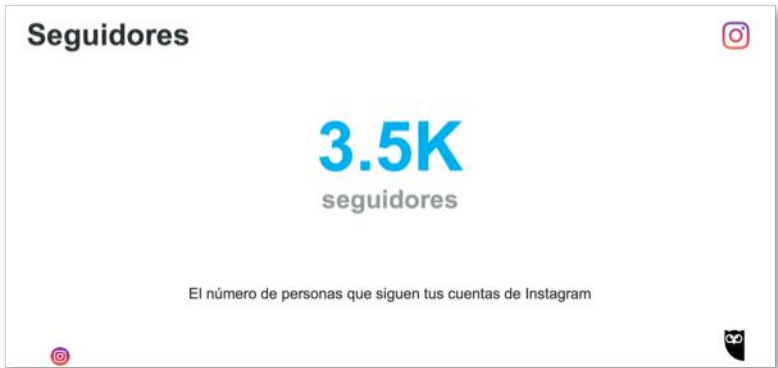 Seguidores
3.5K
seguidores
El número de personas que siguen tus cuentas de Instagram